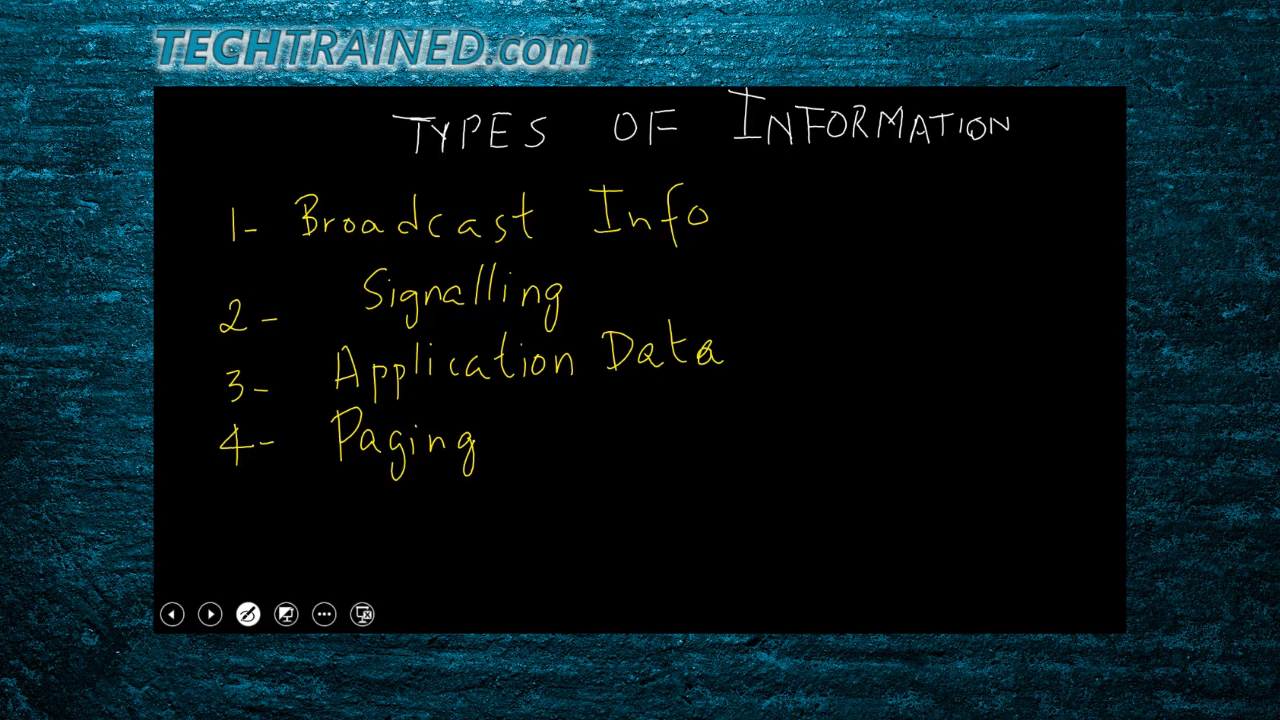 TECHTRAINED.com
TYPES OF INFORMATION
1- Broadcast Info
2- Signalling
3- Application Data
4- Paging